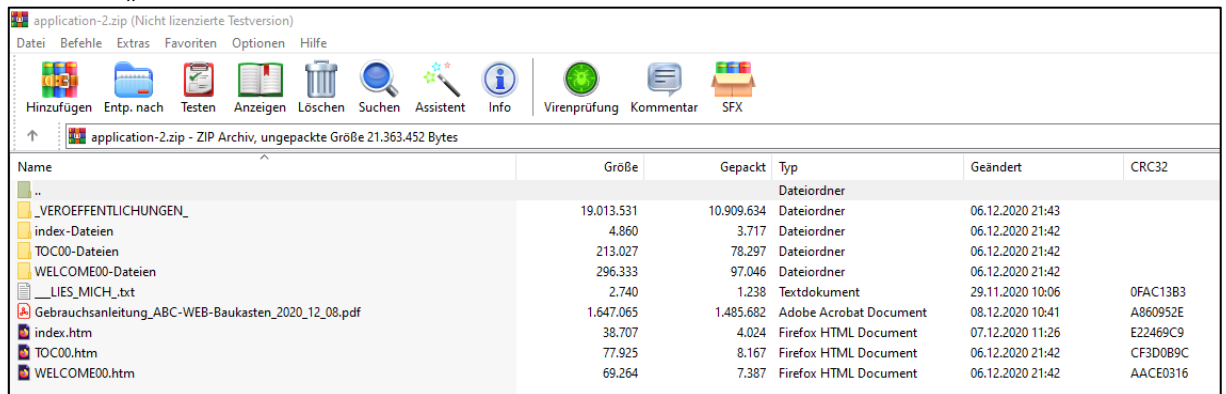 application-2.zip (Nicht lizenzierte Testversion)
Datei Befehle Extras Favoriten Optionen Hilfe
Hinzufügen Entp. nach Testen Anzeigen Löschen Suchen Assistent Info Virenprüfung Kommentar SFX
application-2.zip - ZIP Archiv, ungepackte Größe 21.363.452 Bytes
Name Größe Gepackt Typ Geändert CRC32
.. Dateiordner
_VEROEFFENTLICHUNGEN_ 19.013.531 10.909.634 Dateiordner 06.12.2020 21:43
index-Dateien 4.860 3.717 Dateiordner 06.12.2020 21:42
TOC00-Dateien 213.027 78.297 Dateiordner 06.12.2020 21:42
WELCOME00-Dateien 296.333 97.046 Dateiordner 06.12.2020 21:42
__LIES_MICH_.txt 2.740 1.238 Textdokument 29.11.2020 10:06 0FAC13B3
Gebrauchsanleitung_ABC-WEB-Baukasten_2020_12_08.pdf 1.647.065 1.485.682 Adobe Acrobat Document 08.12.2020 10:41 A860952E
index.htm 38.707 4.024 Firefox HTML Document 07.12.2020 11:26 E22469C9
TOC00.htm 77.925 8.167 Firefox HTML Document 06.12.2020 21:42 CF3D0B9C
WELCOME00.htm 69.264 7.387 Firefox HTML Document 06.12.2020 21:42 AACE0316